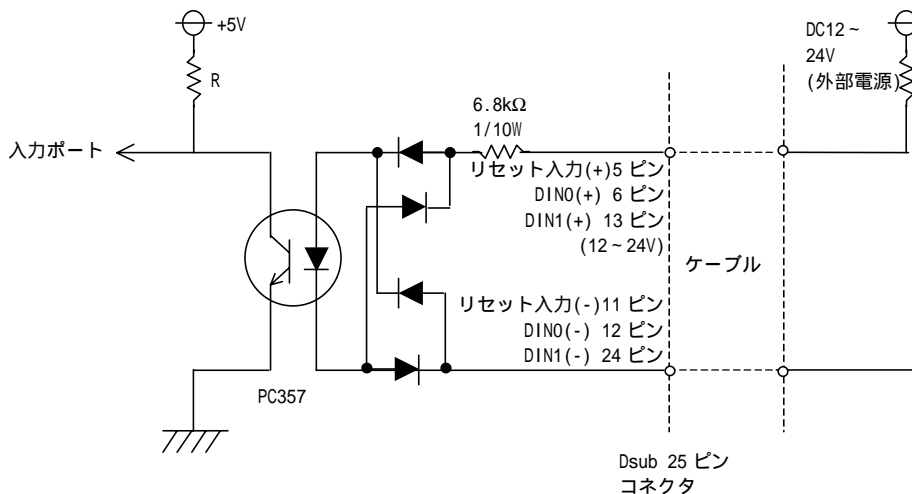 +5V
R
入力ポート
PC357
6.8kΩ
1/10W
リセット入力(+)5 ピン
DIN0(+) 6 ピン
DIN1(+) 13 ピン
(12~24V)
リセット入力(-)11 ピン
DIN0(-) 12 ピン
DIN1(-) 24 ピン
ケーブル
Dsub 25 ピン
コネクタ
DC12~
24V
(外部電源)